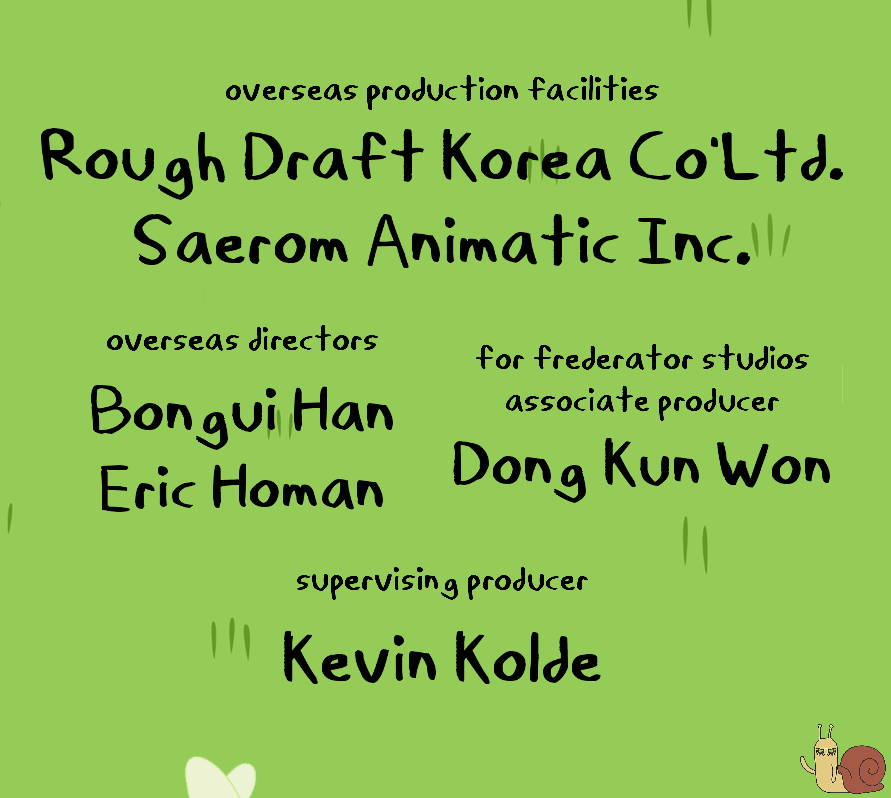 overseas production facilities
Rough Draft Korea Co'Ltd.
Saerom Animatic Inc.
overseas directors
Bongui Han
Eric Homan
for frederator studios
associate producer
Dong Kun Won
supervising producer
Kevin Kolde